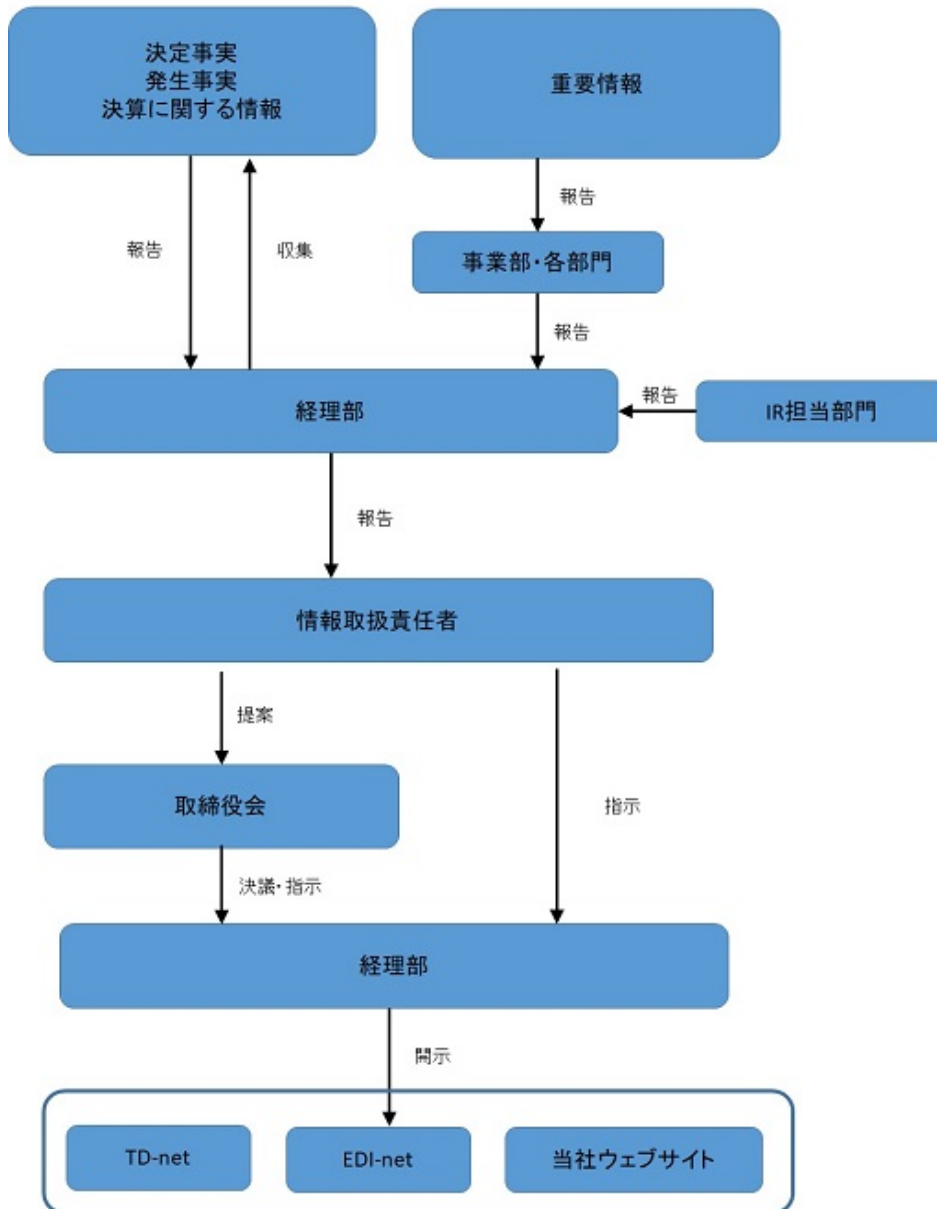 決定事実
発生事実
決算に関する情報
重要情報
報告
報告
収集
事業部・各部門
報告
経理部
報告
IR担当部門
報告
情報取扱責任者
提案
取締役会
指示
決議・指示
経理部
開示
TD-net
EDI-net
当社ウェブサイト